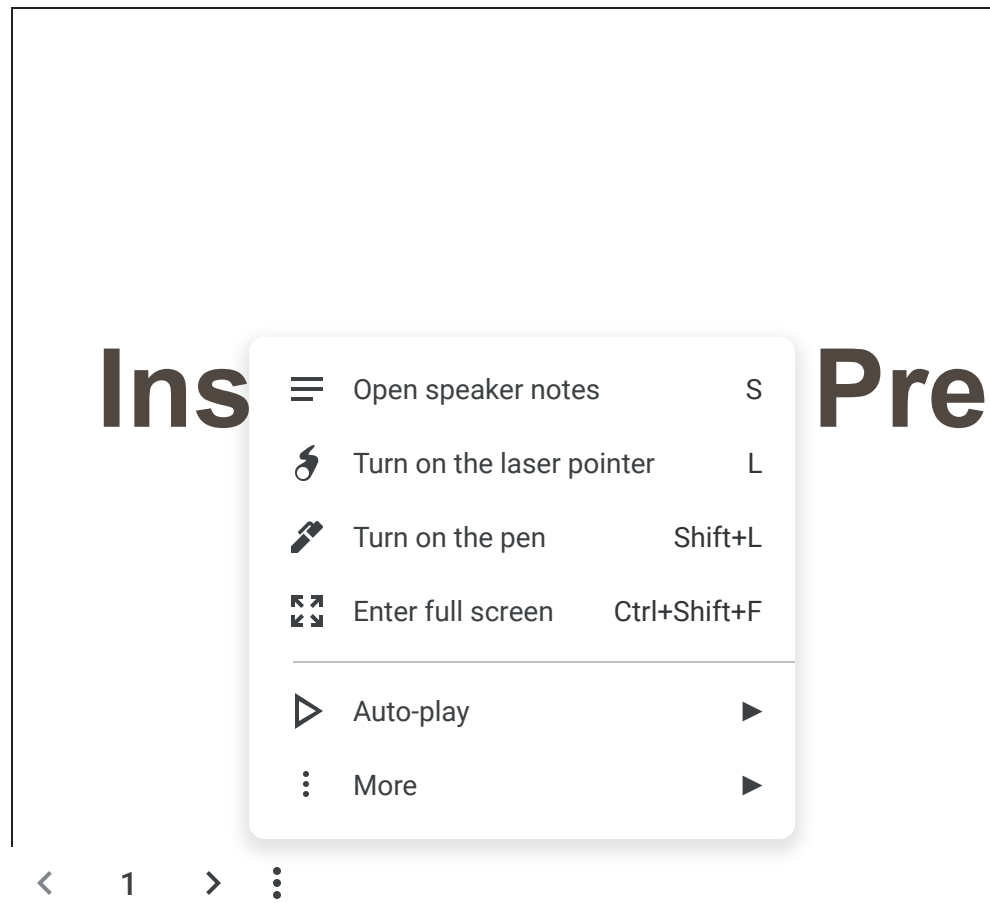 Ins Pre
Open speaker notes S
Turn on the laser pointer L
Turn on the pen Shift+L
Enter full screen Ctrl+Shift+F
Auto-play
More
1